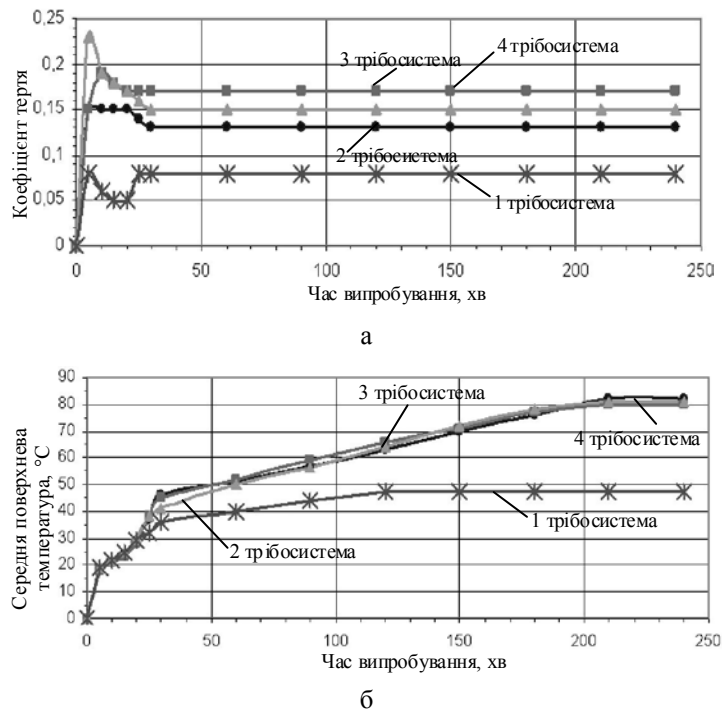 0,25
0,2
0,15
0,1
0,05
0
Коефіцієнт тертя
3 трібосистема
4 трібосистема
2 трібосистема
1 трібосистема
0 50 100 150 200 250
Час випробування, хв
а
90
80
70
60
50
40
30
20
10
0
Середня поверхнева
температура, °С
3 трібосистема
4 трібосистема
2 трібосистема
1 трібосистема
0 50 100 150 200 250
Час випробування, хв
б